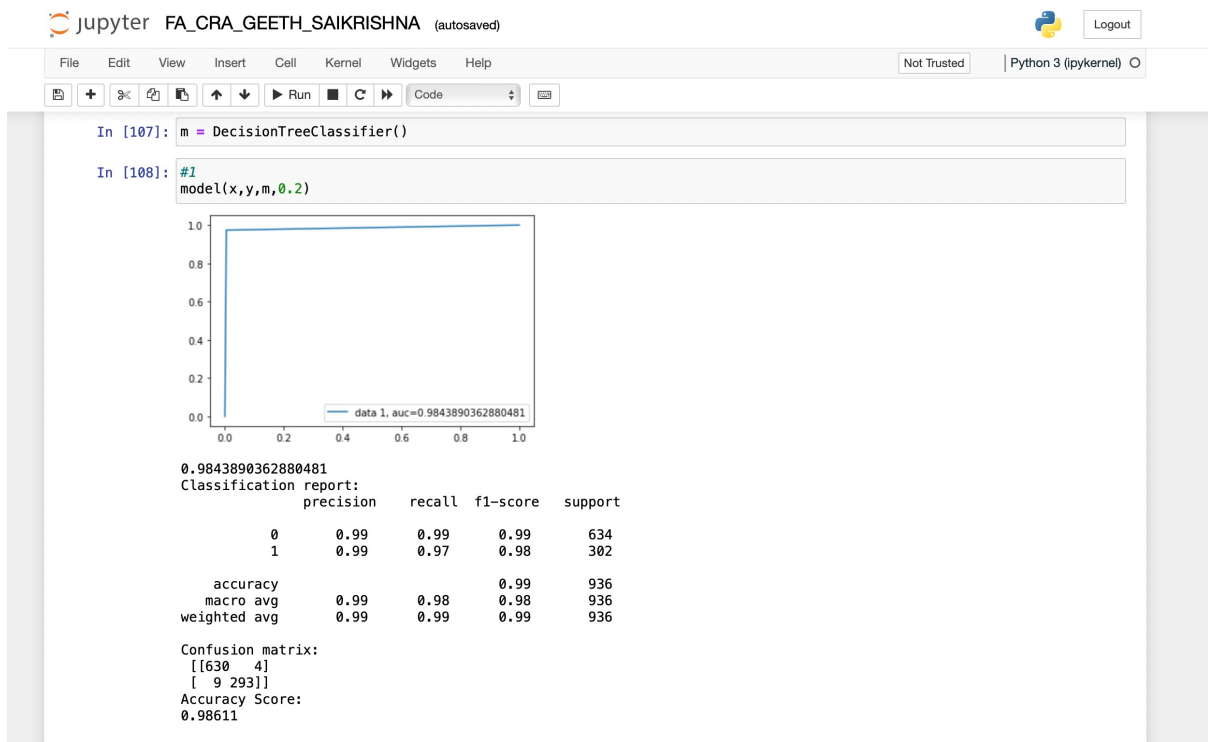 jupyter FA_CRA_GEETH_SAIKRISHNA (autosaved)
Logout
File Edit View Insert Cell Kernel Widgets Help
Not Trusted
Python 3 (ipykernel)
Run
Code
In [107]: m = DecisionTreeClassifier()
In [108]: #1
model(x,y,m,0.2)
1.0
0.8
0.6
0.4
0.2
0.0
data 1, auc=0.9843890362880481
0.0 0.2 0.4 0.6 0.8 1.0
0.9843890362880481
Classification report:
precision recall f1-score support
0 0.99 0.99 0.99 634
1 0.99 0.97 0.98 302
accuracy 0.99 936
macro avg 0.99 0.98 0.98 936
weighted avg 0.99 0.99 0.99 936
Confusion matrix:
[[630 4]
[ 9 293]]
Accuracy Score:
0.98611